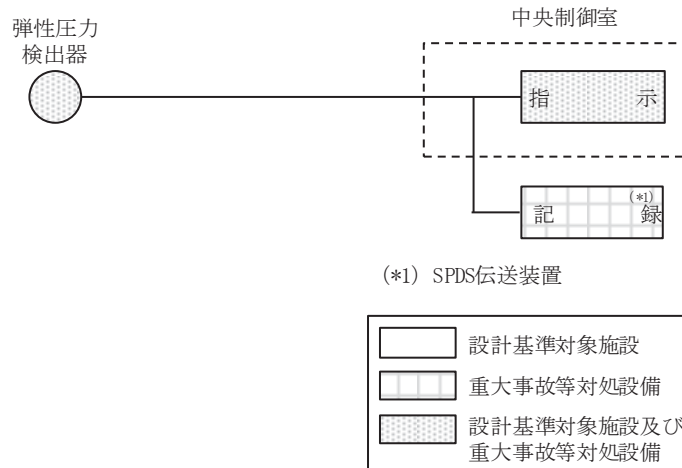 中央制御室
弾性圧力
検出器
指示
記録(*1)
(*1) SPDS伝送装置
設計基準対象施設
重大事故等対処設備
設計基準対象施設及び
重大事故等対処設備